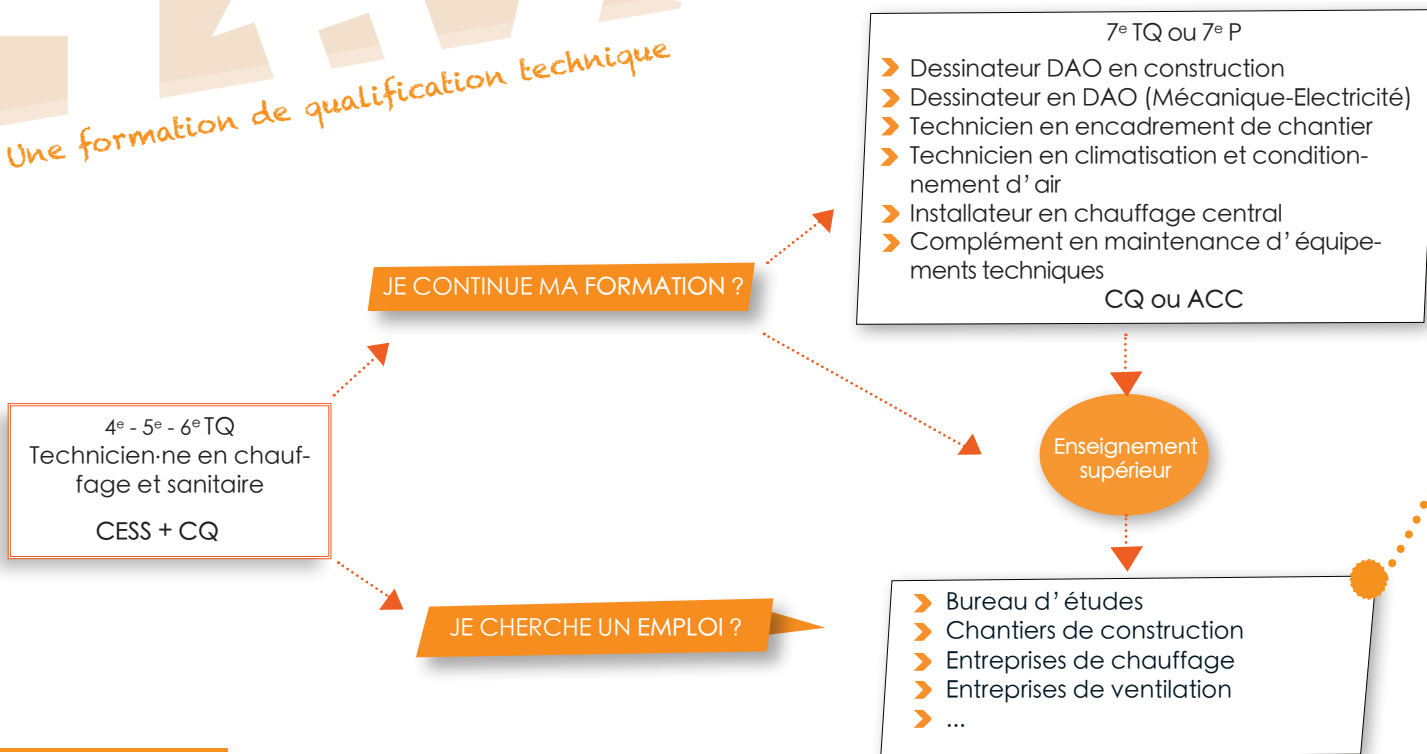 Une formation de qualification technique
7e TQ ou 7e P
Dessinateur DAO en construction
Dessinateur en DAO (Mécanique-Electricité)
Technicien en encadrement de chantier
Technicien en climatisation et condition-
nement d’ air
Installateur en chauffage central
Complément en maintenance d’ équipe-
ments techniques
CQ ou ACC
JE CONTINUE MA FORMATION ?
4e - 5e - 6e TQ
Technicien·ne en chauf-
fage et sanitaire
CESS + CQ
Enseignement
supérieur
JE CHERCHE UN EMPLOI ?
Bureau d’ études
Chantiers de construction
Entreprises de chauffage
Entreprises de ventilation
...